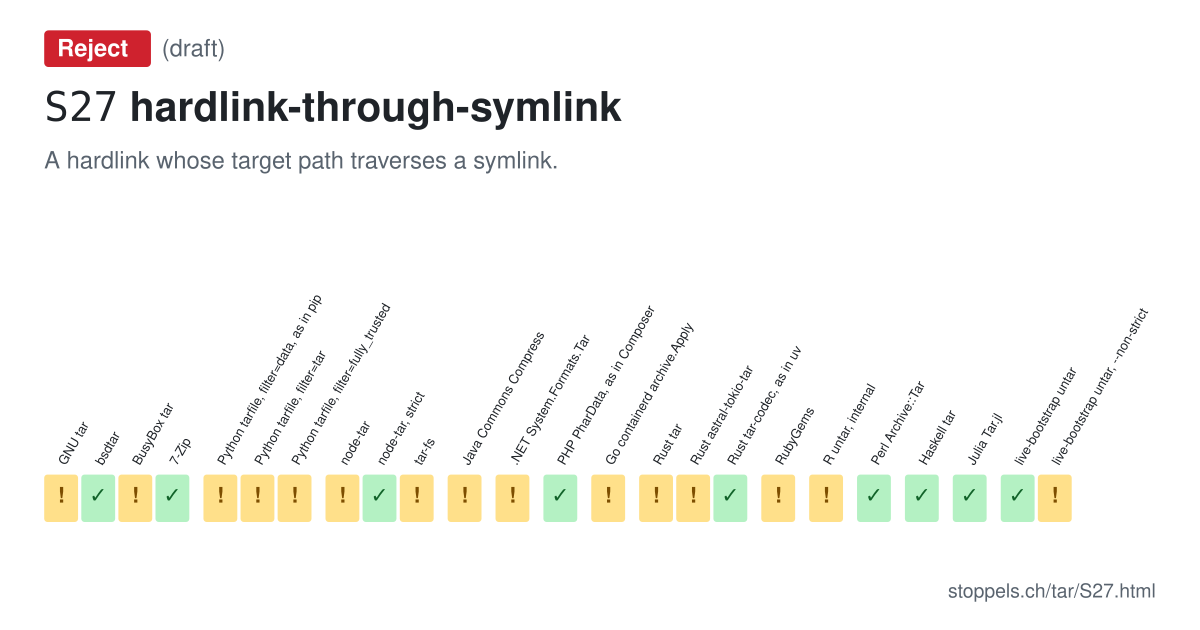 Reject (draft)
S27 hardlink-through-symlink
A hardlink whose target path traverses a symlink.
GNU tar
bsdtar
BusyBox tar
7-Zip
Python tarfile, filter=data, as in pip
Python tarfile, filter=tar
Python tarfile, filter=fully_trusted
node-tar
node-tar, strict
tar-fs
Java Commons Compress
.NET System.Formats.Tar
PHP PharData, as in Composer
Go containerd archive.Apply
Rust tar
Rust astral-tokio-tar
Rust tar-codec, as in uv
RubyGems
R untar, internal
Perl Archive::Tar
Haskell tar
Julia Tar.jl
live-bootstrap untar
live-bootstrap untar, --non-strict
! ✓ ! ✓ ! ! ! ! ✓ ! ! ! ✓ ! ! ! ✓ ! ! ✓ ✓ ✓ ✓ !
stoppels.ch/tar/S27.html